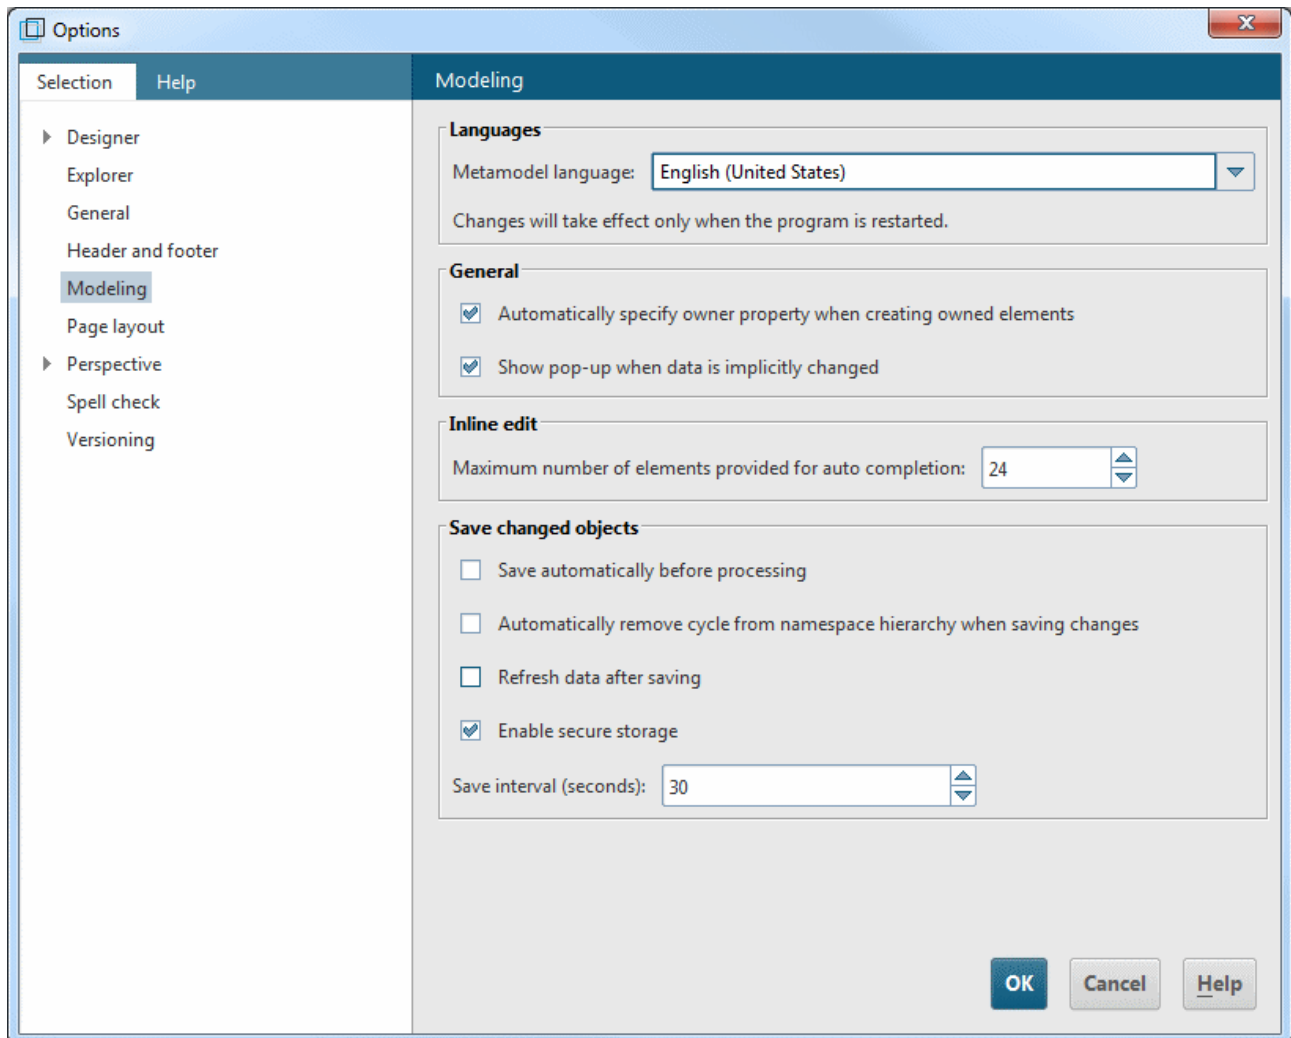 Options
Selection
Help
Designer
Explorer
General
Header and footer
Modeling
Page layout
Perspective
Spell check
Versioning
Modeling
Languages
Metamodel language: English (United States)
Changes will take effect only when the program is restarted.
General
Automatically specify owner property when creating owned elements
Show pop-up when data is implicitly changed
Inline edit
Maximum number of elements provided for auto completion: 24
Save changed objects
Save automatically before processing
Automatically remove cycle from namespace hierarchy when saving changes
Refresh data after saving
Enable secure storage
Save interval (seconds): 30
OK
Cancel
Help